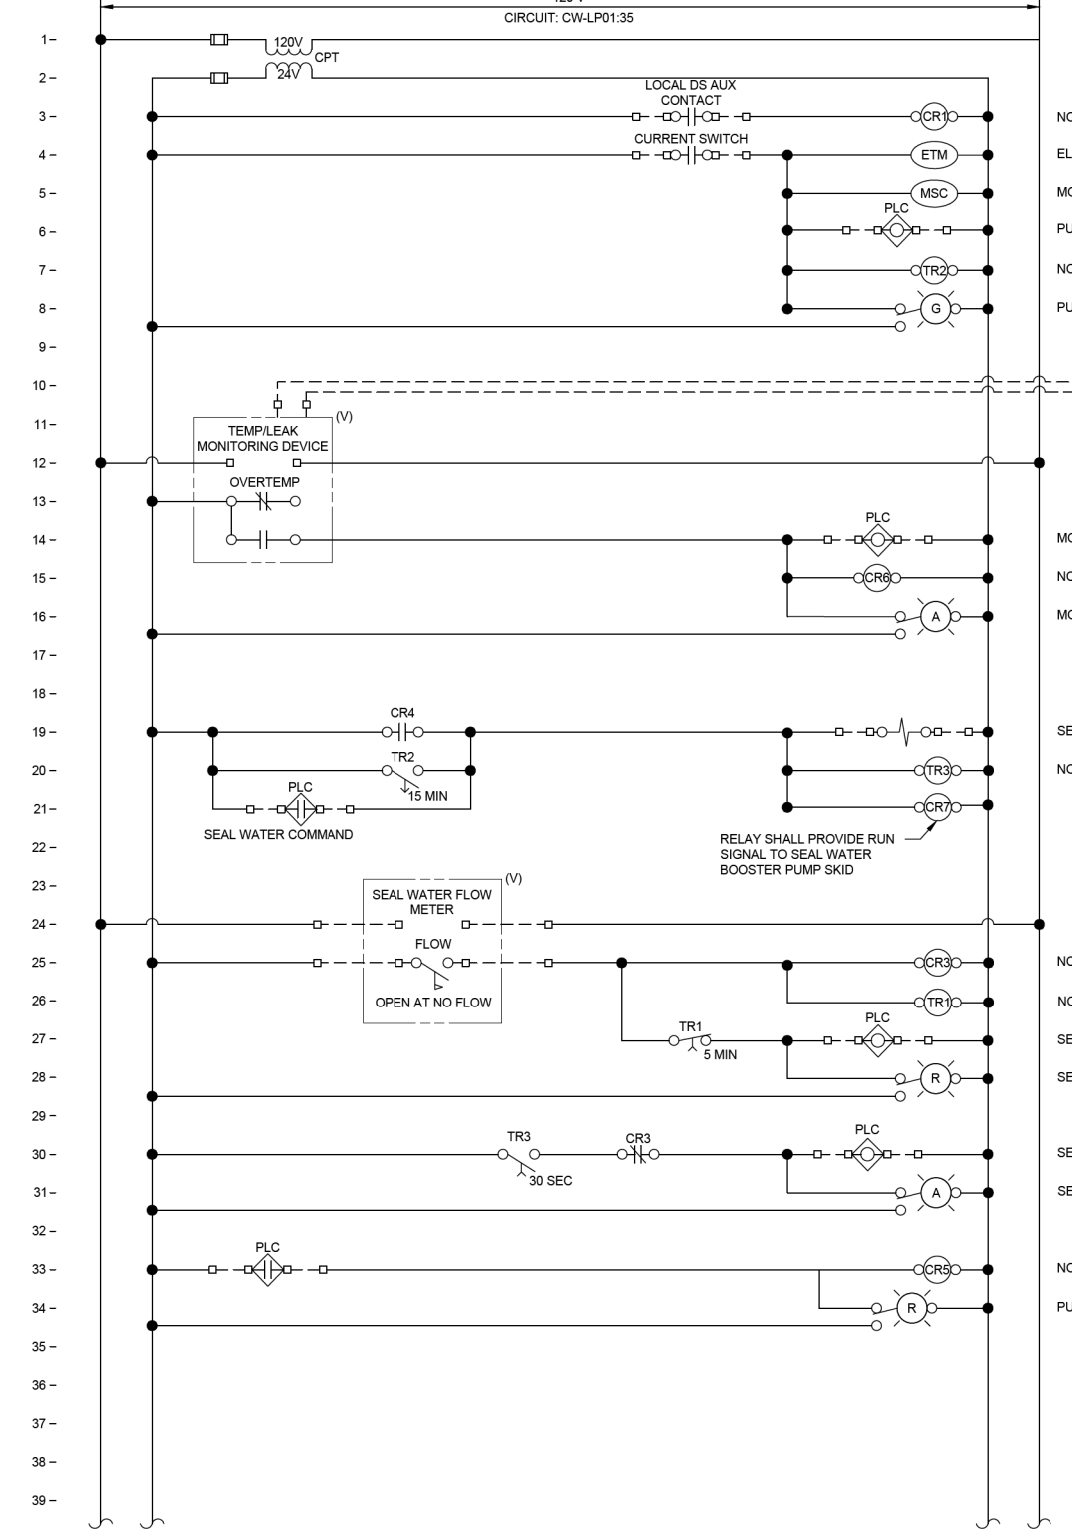 CIRCUIT: CW-LP01:35
1
120V
CPT
2
24V
LOCAL DS AUX
CONTACT
3
CR1
NO
CURRENT SWITCH
4
ETM
EL
5
MSC
MO
PLC
6
PU
7
TR2
NO
8
G
PU
9
10
11
(V)
TEMP/LEAK
MONITORING DEVICE
12
OVERTEMP
13
PLC
14
MO
15
CR6
NO
16
A
MO
17
18
CR4
19
SE
TR2
20
TR3
NO
PLC
15 MIN
21
CR7
SEAL WATER COMMAND
RELAY SHALL PROVIDE RUN
SIGNAL TO SEAL WATER
BOOSTER PUMP SKID
22
23
(V)
SEAL WATER FLOW
METER
24
FLOW
25
CR3
NO
OPEN AT NO FLOW
26
TR1
NO
TR1
PLC
27
5 MIN
SE
28
R
SE
29
TR3
CR3
PLC
30
30 SEC
SE
31
A
SE
32
PLC
33
CR5
NO
34
R
PU
35
36
37
38
39